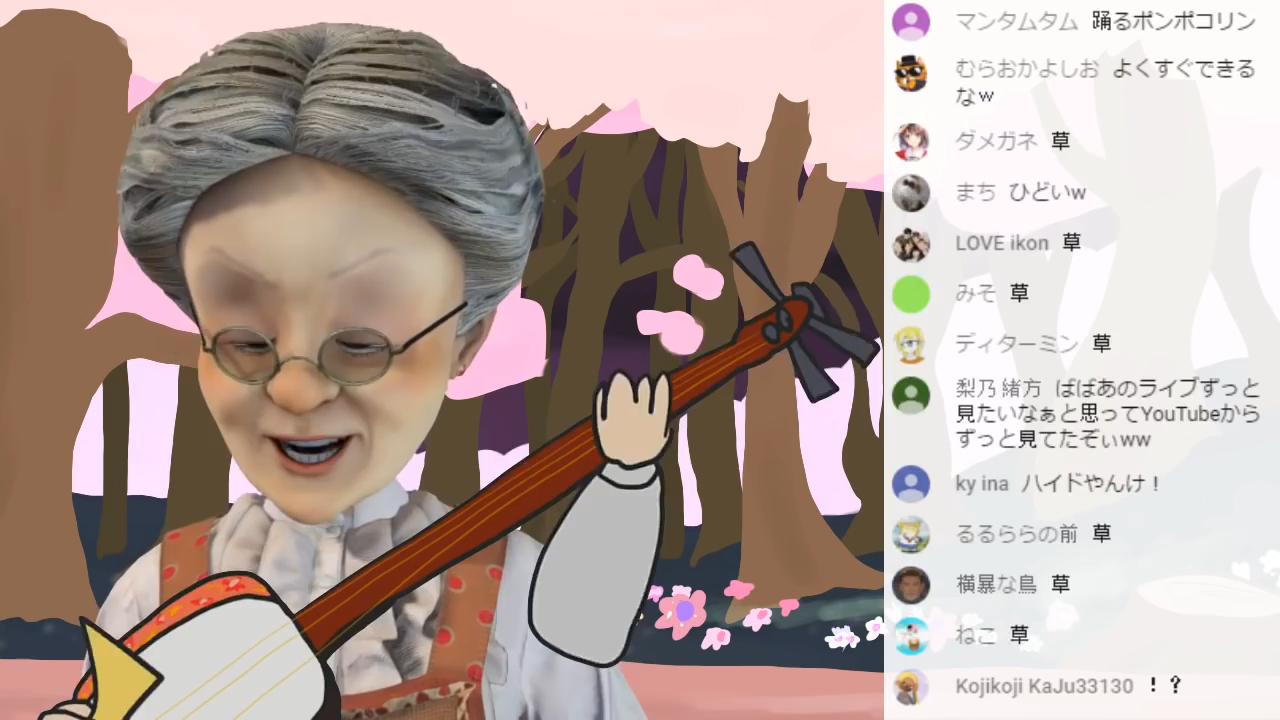 マンタムタム 踊るポンポコリン
むらおかよしお よくすぐできる
なw
ダメガネ 草
まち ひどいw
LOVE ikon 草
みそ 草
ディターミン 草
梨乃 緒方 ばばあのライブずっと
見たいなぁと思ってYouTubeから
ずっと見てたぞぃww
ky ina ハイドやんけ！
るるららの前 草
横暴な鳥 草
ねこ 草
Kojikoji KaJu33130 ！？